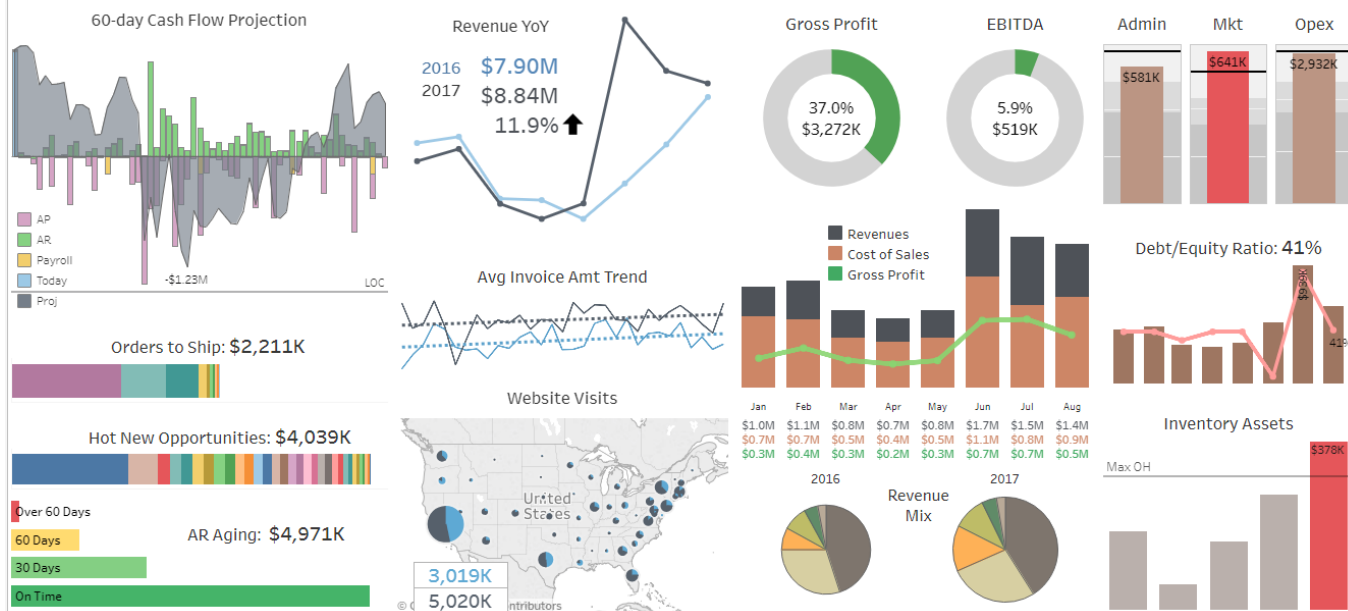 60-day Cash Flow Projection
AP
AR
Payroll
Today
Proj
-$1.23M
LOC
Orders to Ship: $2,211K
Hot New Opportunities: $4,039K
Over 60 Days
60 Days
30 Days
On Time
AR Aging: $4,971K
Revenue YoY
2016 $7.90M
2017 $8.84M
11.9%
Avg Invoice Amt Trend
Website Visits
United
States
3,019K
5,020K
ntributors
Gross Profit
37.0%
$3,272K
EBITDA
5.9%
$519K
Revenues
Cost of Sales
Gross Profit
Jan Feb Mar Apr May Jun Jul Aug
$1.0M $1.1M $0.8M $0.7M $0.8M $1.7M $1.5M $1.4M
$0.7M $0.7M $0.5M $0.4M $0.5M $1.1M $0.8M $0.9M
$0.3M $0.4M $0.3M $0.2M $0.3M $0.7M $0.7M $0.5M
2016
Revenue
Mix
2017
Admin Mkt Opex
$581K $641K $2,932K
Debt/Equity Ratio: 41%
419
Inventory Assets
Max OH
$378K